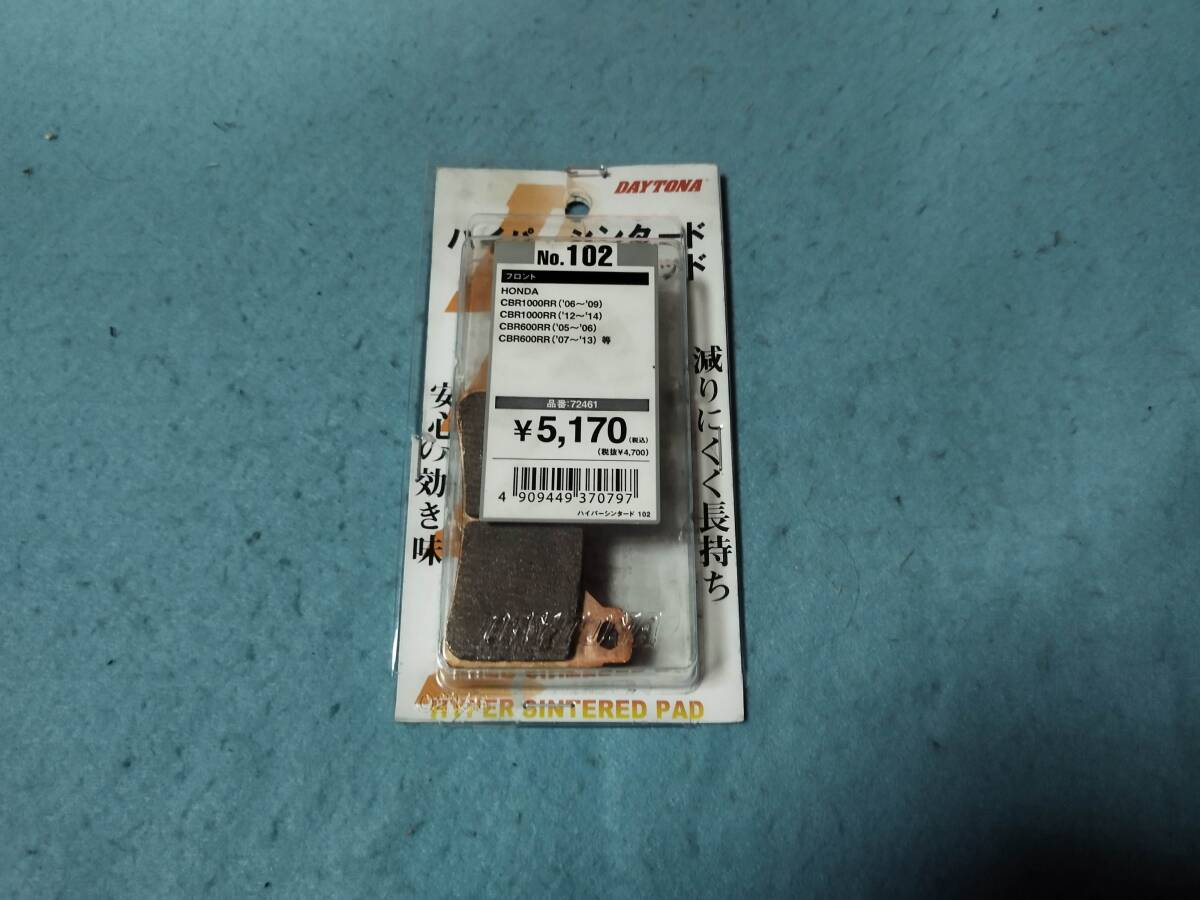 DAYTONA
ハイパーシンタード
ド
No.102
フロント
HONDA
CBR1000RR('06〜'09)
CBR1000RR('12〜'14)
CBR600RR('05〜'06)
CBR600RR('07〜'13) 等
品番:72461
¥5,170(税込)
(税抜¥4,700)
4 909449 370797
ハイパーシンタード 102
減りにくく長持ち
安心の効き味
HYPER SINTERED PAD